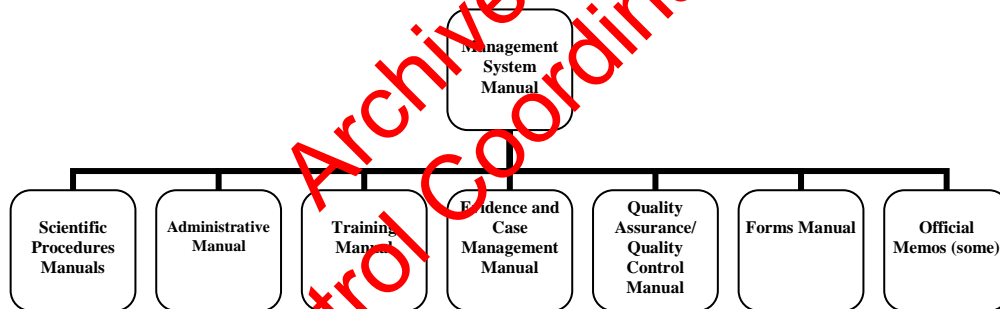 Management
System
Manual
Scientific
Procedures
Manuals
Administrative
Manual
Training
Manual
Evidence and
Case
Management
Manual
Quality
Assurance/
Quality
Control
Manual
Forms Manual
Official
Memos (some)
Archive
trol Coordina